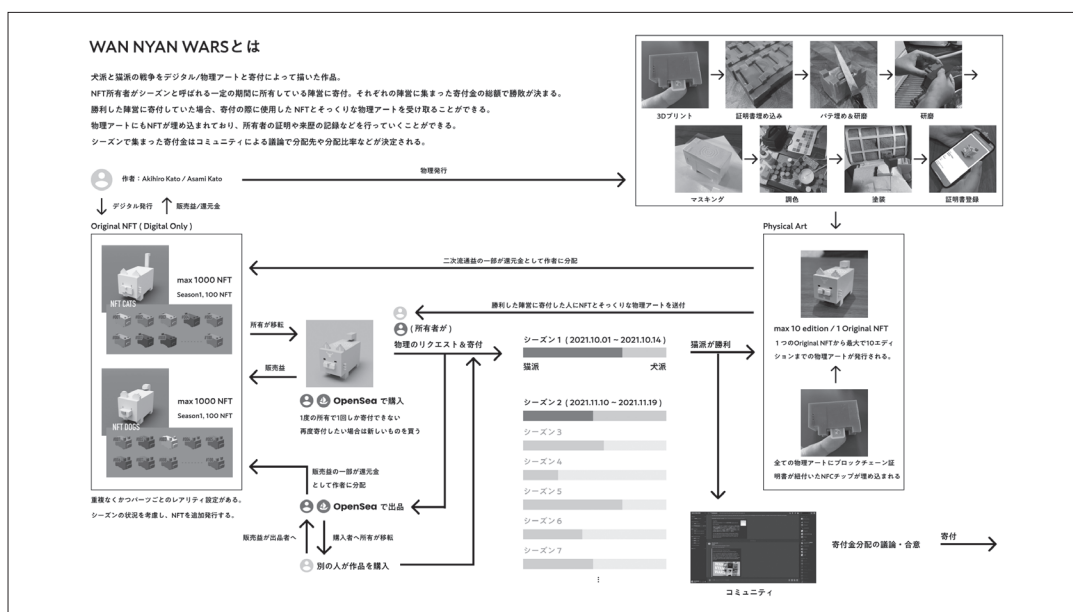 WAN NYAN WARSとは
犬派と猫派の戦争をデジタル/物理アートと寄付によって描いた作品。
NFT所有者がシーズンと呼ばれる一定の期間に所有している陣営に寄付。それぞれの陣営に集まった寄付金の総額で勝敗が決まる。
勝利した陣営に寄付していた場合、寄付の際に使用したNFTとそっくりな物理アートを受け取ることができる。
物理アートにもNFTが埋め込まれており、所有者の証明や来歴の記録などを行っていくことができる。
シーズンで集まった寄付金はコミュニティによる議論で分配先や分配比率などが決定される。
3Dプリント
証明書埋め込み
パテ埋め&研磨
研磨
マスキング
調色
塗装
証明書登録
作者：Akihiro Kato / Asami Kato
物理発行
デジタル発行
販売益/還元金
Original NFT ( Digital Only )
max 1000 NFT
Season1, 100 NFT
NFT CATS
max 1000 NFT
Season1, 100 NFT
NFT DOGS
重複なくかつパーツごとのレアリティ設定がある。
シーズンの状況を考慮し、NFTを追加発行する。
二次流通益の一部が還元金として作者に分配
勝利した陣営に寄付した人にNFTとそっくりな物理アートを送付
所有が移転
販売益
OpenSea で購入
1度の所有で1回しか寄付できない
再度寄付したい場合は新しいものを買う
( 所有者が )
物理のリクエスト＆寄付
販売益の一部が還元金
として作者に分配
OpenSea で出品
販売益が出品者へ
購入者へ所有が移転
別の人が作品を購入
シーズン1 ( 2021.10.01 ~ 2021.10.14 )
猫派
犬派
シーズン2 ( 2021.11.10 ~ 2021.11.19 )
シーズン3
シーズン4
シーズン5
シーズン6
シーズン7
⋮
猫派が勝利
Physical Art
max 10 edition / 1 Original NFT
1つのOriginal NFTから最大で10エディ
ションまでの物理アートが発行される。
全ての物理アートにブロックチェーン証
明書が紐付いたNFCチップが埋め込まれる
コミュニティ
寄付金分配の議論・合意
寄付